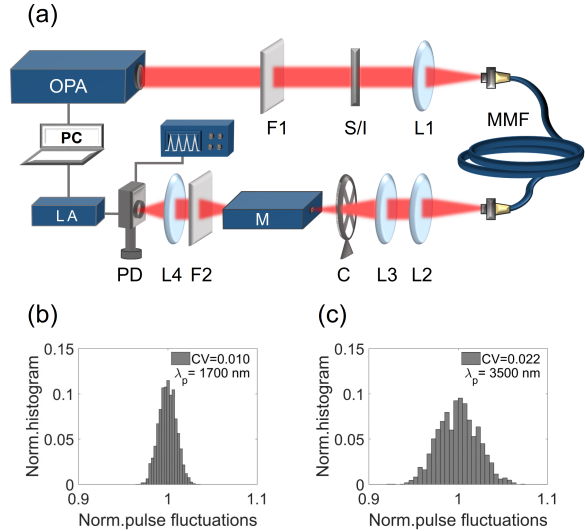 (a)
OPA
F1
S/I
L1
MMF
PC
LA
PD
L4
F2
M
C
L3
L2
(b)
(c)
0.15
0.1
0.05
0
Norm.histogram
CV=0.010
λp = 1700 nm
0.9
1
1.1
Norm.pulse fluctuations
0.15
0.1
0.05
0
Norm.histogram
CV=0.022
λp = 3500 nm
0.9
1
1.1
Norm.pulse fluctuations